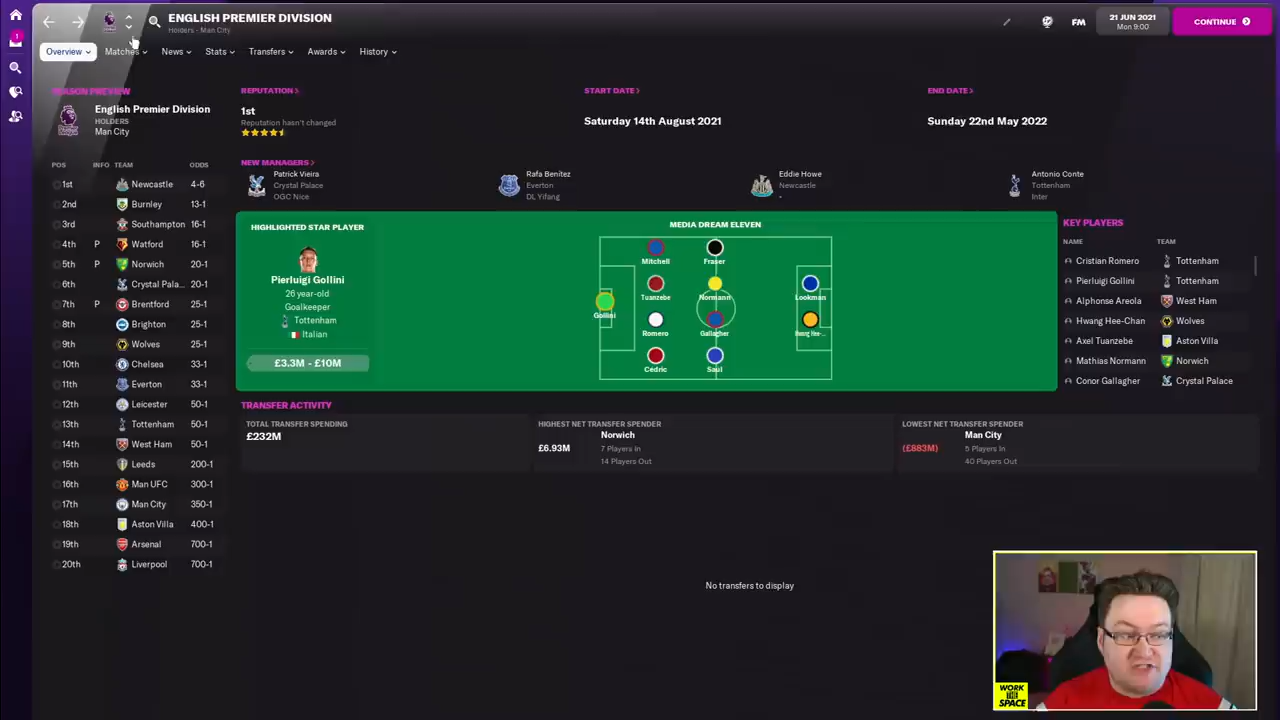 ENGLISH PREMIER DIVISION
Holders - Man City
FM
21 JUN 2021
Mon 9:00
CONTINUE
1
Overview
Matches
News
Stats
Transfers
Awards
History
SEASON PREVIEW
English Premier Division
HOLDERS
Man City
REPUTATION
1st
Reputation hasn't changed
START DATE
Saturday 14th August 2021
END DATE
Sunday 22nd May 2022
NEW MANAGERS
Patrick Vieira
Crystal Palace
OGC Nice
Rafa Benítez
Everton
DL Yifang
Eddie Howe
Newcastle
-
Antonio Conte
Tottenham
Inter
POS INFO TEAM ODDS
1st Newcastle 4-6
2nd Burnley 13-1
3rd Southampton 16-1
4th P Watford 16-1
5th P Norwich 20-1
6th Crystal Pala... 20-1
7th P Brentford 25-1
8th Brighton 25-1
9th Wolves 25-1
10th Chelsea 33-1
11th Everton 33-1
12th Leicester 50-1
13th Tottenham 50-1
14th West Ham 50-1
15th Leeds 200-1
16th Man UFC 300-1
17th Man City 350-1
18th Aston Villa 400-1
19th Arsenal 700-1
20th Liverpool 700-1
HIGHLIGHTED STAR PLAYER
Pierluigi Gollini
26 year-old
Goalkeeper
Tottenham
Italian
£3.3M - £10M
MEDIA DREAM ELEVEN
Mitchell
Fraser
Tuanzebe
Normann
Lookman
Gollini
Romero
Gallagher
Hwang Hee-...
Cédric
Saul
KEY PLAYERS
NAME TEAM
Cristian Romero Tottenham
Pierluigi Gollini Tottenham
Alphonse Areola West Ham
Hwang Hee-Chan Wolves
Axel Tuanzebe Aston Villa
Mathias Normann Norwich
Conor Gallagher Crystal Palace
TRANSFER ACTIVITY
TOTAL TRANSFER SPENDING
£232M
HIGHEST NET TRANSFER SPENDER
£6.93M
Norwich
7 Players In
14 Players Out
LOWEST NET TRANSFER SPENDER
(£883M)
Man City
5 Players In
40 Players Out
No transfers to display
WORK
THE
SPACE